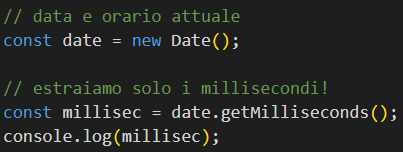 // data e orario attuale
const date = new Date();
// estraiamo solo i millisecondi!
const millisec = date.getMilliseconds();
console.log(millisec);